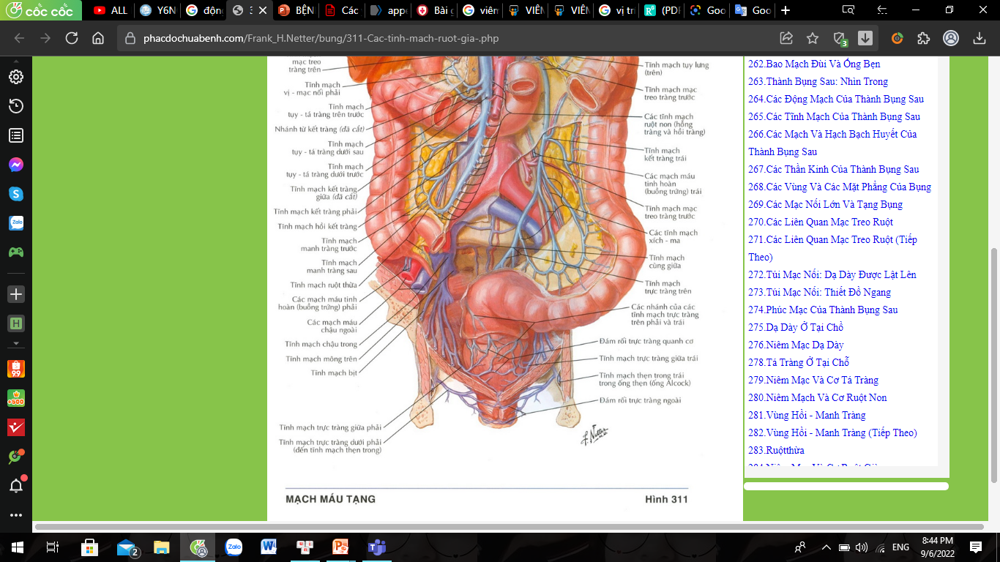 cốc cốc
ALL
Y6N
động
3
BỆN
Các
appe
Bài g
viêm
VIÊM
VIÊM
vị trí
(PDF
Goo
Goo
phacdochuabenh.com/Frank_H.Netter/bung/311-Cac-tinh-mach-ruot-gia-.php
3
mạc treo
tràng trên
Tĩnh mạch
vị - mạc nối phải
Tĩnh mạch
tụy - tá tràng trên trước
Nhánh từ kết tràng (đã cắt)
Tĩnh mạch
tụy - tá tràng dưới sau
Tĩnh mạch
tụy - tá tràng dưới trước
Tĩnh mạch kết tràng
giữa (đã cắt)
Tĩnh mạch kết tràng phải
Tĩnh mạch hồi kết tràng
Tĩnh mạch
manh tràng trước
Tĩnh mạch
manh tràng sau
Tĩnh mạch ruột thừa
Các mạch máu tinh
hoàn (buồng trứng) phải
Các mạch máu
chậu ngoài
Tĩnh mạch chậu trong
Tĩnh mạch mông trên
Tĩnh mạch bịt
Tĩnh mạch trực tràng giữa phải
Tĩnh mạch trực tràng dưới phải
(đến tĩnh mạch thẹn trong)
Tĩnh mạch tụy lưng
(trên)
Tĩnh mạch mạc
treo tràng trước
Các tĩnh mạch
ruột non (hỗng
tràng và hồi tràng)
Tĩnh mạch
kết tràng trái
Các mạch máu
tinh hoàn
(buồng trứng) trái
Tĩnh mạch mạc
treo tràng trước
Các tĩnh mạch
xích - ma
Tĩnh mạch
cùng giữa
Tĩnh mạch
trực tràng trên
Các nhánh của các
tĩnh mạch trực tràng
trên phải và trái
Đám rối trực tràng quanh cơ
Tĩnh mạch trực tràng giữa trái
Tĩnh mạch thẹn trong trái
trong ống thẹn (ống Alcock)
Đám rối trực tràng ngoài
F. Netter
MẠCH MÁU TẠNG
Hình 311
262.Bao Mạch Đùi Và Ống Bẹn
263.Thành Bụng Sau: Nhìn Trong
264.Các Động Mạch Của Thành Bụng Sau
265.Các Tĩnh Mạch Của Thành Bụng Sau
266.Các Mạch Và Hạch Bạch Huyết Của
Thành Bụng Sau
267.Các Thần Kinh Của Thành Bụng Sau
268.Các Vùng Và Các Mặt Phẳng Của Bụng
269.Các Mạc Nối Lớn Và Tạng Bụng
270.Các Liên Quan Mạc Treo Ruột
271.Các Liên Quan Mạc Treo Ruột (Tiếp
Theo)
272.Túi Mạc Nối: Dạ Dày Được Lật Lên
273.Túi Mạc Nối: Thiết Đồ Ngang
274.Phúc Mạc Của Thành Bụng Sau
275.Dạ Dày Ở Tại Chỗ
276.Niêm Mạc Dạ Dày
278.Tá Tràng Ở Tại Chỗ
279.Niêm Mạc Và Cơ Tá Tràng
280.Niêm Mạch Và Cơ Ruột Non
281.Vùng Hồi - Manh Tràng
282.Vùng Hồi - Manh Tràng (Tiếp Theo)
283.Ruộtthừa
Zalo
H
99
+500
2
Zalo
ENG
8:44 PM
9/6/2022